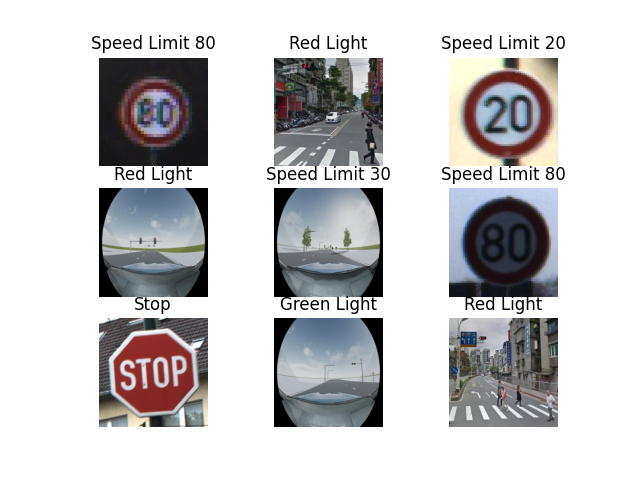 Speed Limit 80
Red Light
Speed Limit 20
80
20
Red Light
Speed Limit 30
Speed Limit 80
80
Stop
Green Light
Red Light
STOP